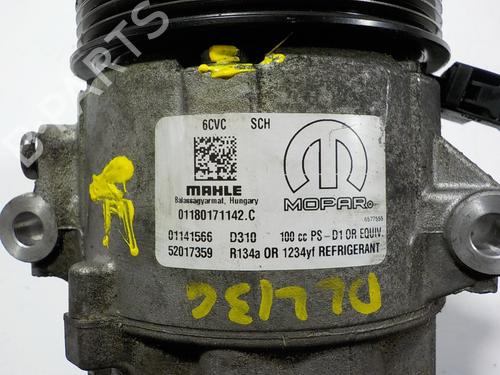 6CVC SCH
MAHLE
Balassagyarmat, Hungary
MOPAR
01180171142.C
6577555
01141566 D310 100 cc PS-D1 OR EQUIV.
52017359 R134a OR 1234yf REFRIGERANT